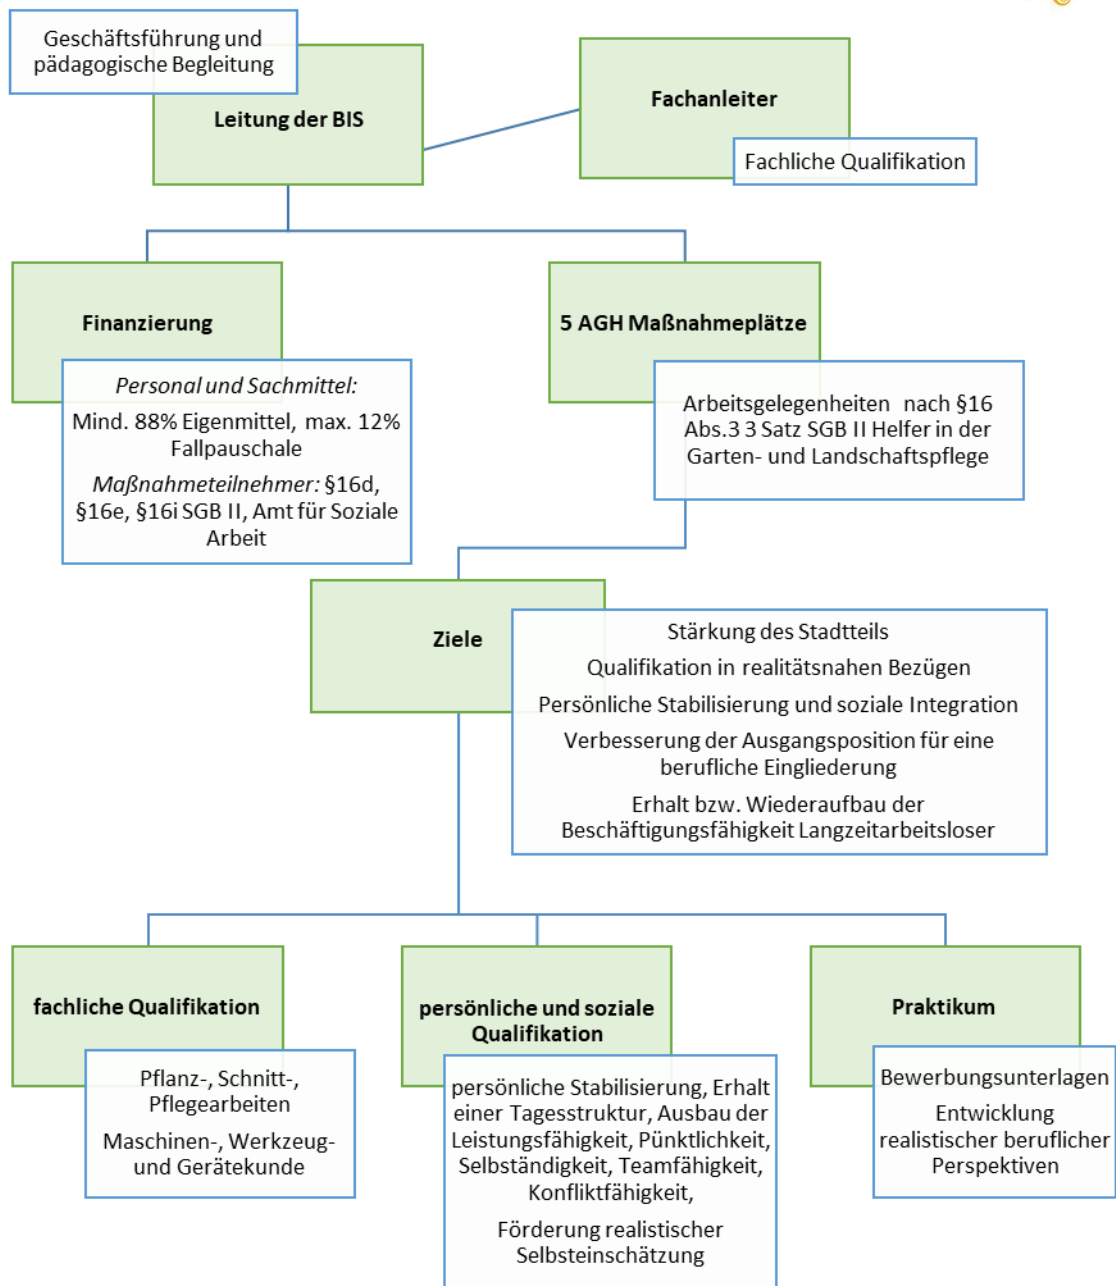 Geschäftsführung und
pädagogische Begleitung
Leitung der BIS
Fachanleiter
Fachliche Qualifikation
Finanzierung
Personal und Sachmittel:
Mind. 88% Eigenmittel, max. 12%
Fallpauschale
Maßnahmeteilnehmer: §16d,
§16e, §16i SGB II, Amt für Soziale
Arbeit
5 AGH Maßnahmeplätze
Arbeitsgelegenheiten nach §16
Abs.3 3 Satz SGB II Helfer in der
Garten- und Landschaftspflege
Ziele
Stärkung des Stadtteils
Qualifikation in realitätsnahen Bezügen
Persönliche Stabilisierung und soziale Integration
Verbesserung der Ausgangsposition für eine
berufliche Eingliederung
Erhalt bzw. Wiederaufbau der
Beschäftigungsfähigkeit Langzeitarbeitsloser
fachliche Qualifikation
Pflanz-, Schnitt-,
Pflegearbeiten
Maschinen-, Werkzeug-
und Gerätekunde
persönliche und soziale
Qualifikation
persönliche Stabilisierung, Erhalt
einer Tagesstruktur, Ausbau der
Leistungsfähigkeit, Pünktlichkeit,
Selbständigkeit, Teamfähigkeit,
Konfliktfähigkeit,
Förderung realistischer
Selbsteinschätzung
Praktikum
Bewerbungsunterlagen
Entwicklung
realistischer beruflicher
Perspektiven